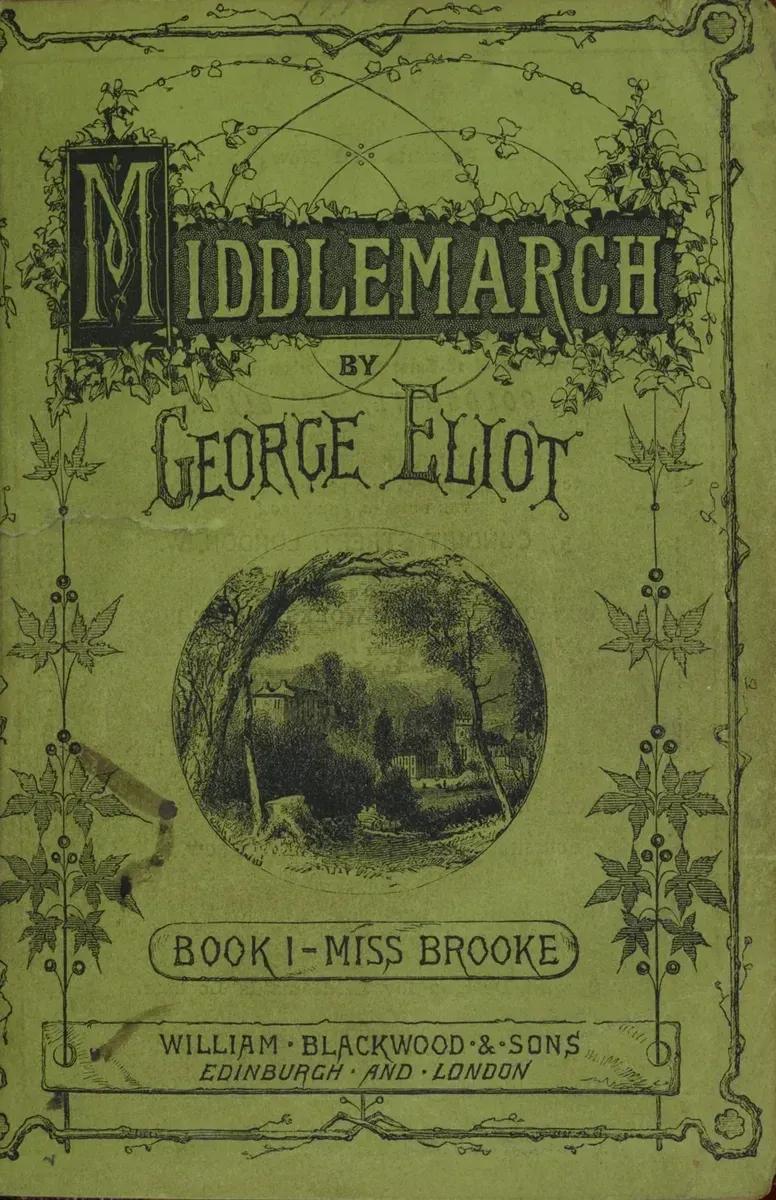 MIDDLEMARCH
BY
GEORGE ELIOT
BOOK I - MISS BROOKE
WILLIAM · BLACKWOOD · & · SONS
EDINBURGH · AND · LONDON